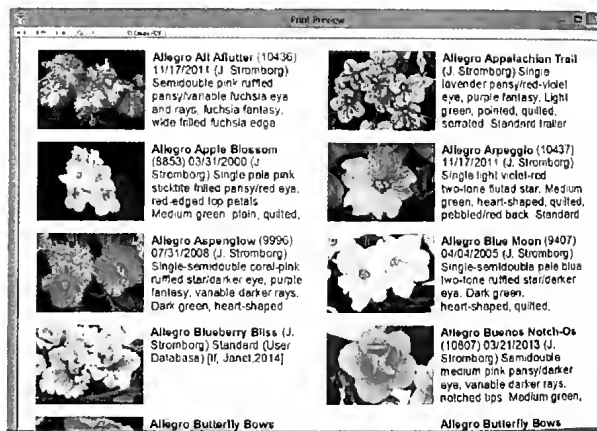 Print Preview
Create PDF
Allegro All Aflutter (10436)
11/17/2011 (J. Stromborg)
Semidouble pink ruffled
pansy/variable fuchsia eye
and rays, fuchsia fantasy,
wide frilled fuchsia edge
Allegro Apple Blossom
(8853) 03/31/2000 (J.
Stromborg) Single pale pink
sticktite frilled pansy/red eye,
red-edged top petals
Medium green, plain, quilted,
Allegro Aspenglow (9996)
07/31/2008 (J. Stromborg)
Single-semidouble coral-pink
ruffled star/darker eye, purple
fantasy, variable darker rays.
Dark green, heart-shaped
Allegro Blueberry Bliss (J.
Stromborg) Standard (User
Database) [lf, Janet,2014]
Allegro Butterfly Bows
Allegro Appalachian Trail
(J. Stromborg) Single
lavender pansy/red-violet
eye, purple fantasy. Light
green, pointed, quilted,
serrated Standard trailer
Allegro Arpeggio (10437)
11/17/2011 (J. Stromborg)
Single light violet-red
two-tone fluted star. Medium
green, heart-shaped, quilted,
pebbled/red back Standard
Allegro Blue Moon (9407)
04/04/2005 (J. Stromborg)
Single-semidouble pale blue
two-tone ruffled star/darker
eye. Dark green,
heart-shaped, quilted,
Allegro Buenos Notch-Os
(10607) 03/21/2013 (J.
Stromborg) Semidouble
medium pink pansy/darker
eye, variable darker rays,
notched tips Medium green,
Allegro Butterfly Bows